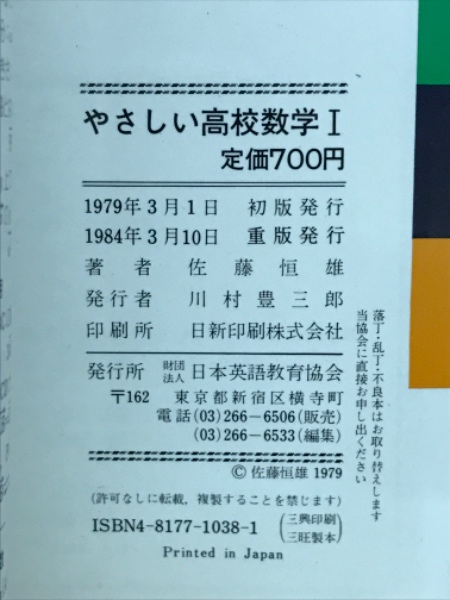 やさしい高校数学Ⅰ
定価700円
1979年3月1日 初版発行
1984年3月10日 重版発行
著者 佐藤恒雄
発行者 川村豊三郎
印刷所 日新印刷株式会社
発行所 財団法人 日本英語教育協会
〒162 東京都新宿区横寺町
電話(03)266-6506(販売)
(03)266-6533(編集)
© 佐藤恒雄 1979
(許可なしに転載，複製することを禁じます)
ISBN4-8177-1038-1 (三興印刷 三旺製本)
Printed in Japan
落丁・乱丁・不良本はお取り替えします
当協会に直接お申し出ください